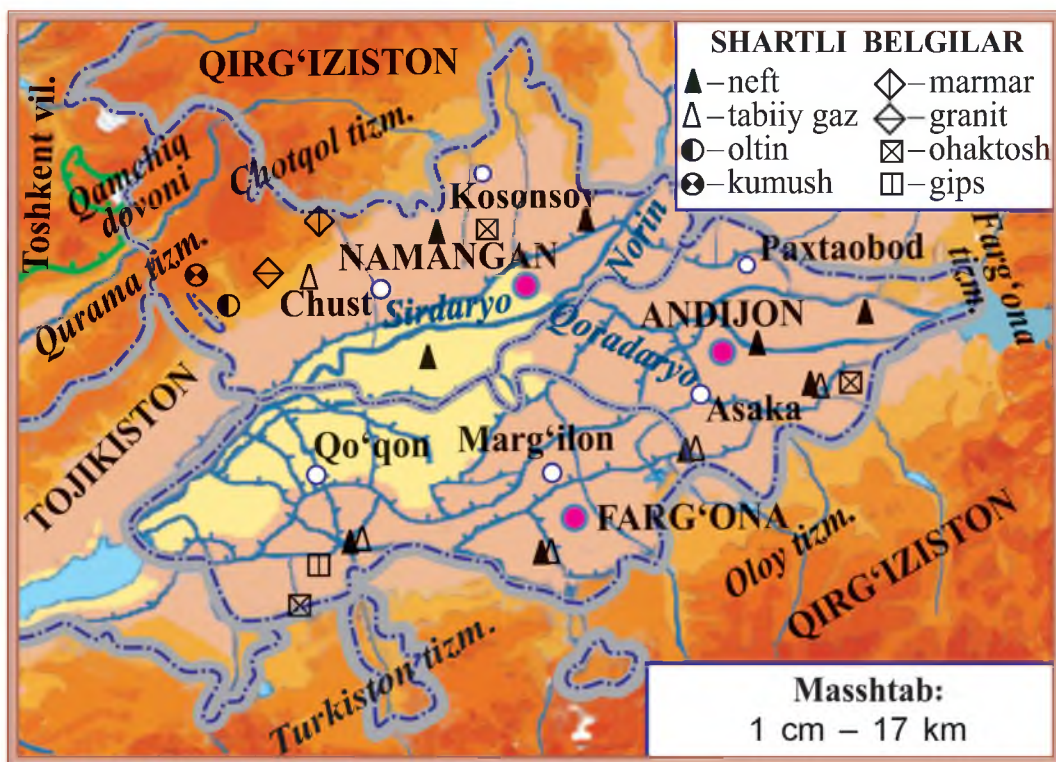 SHARTLI BELGILAR
– neft
– tabiiy gaz
– oltin
– kumush
– marmar
– granit
– ohaktosh
– gips
QIRG‘IZISTON
Toshkent vil.
Qamchiq
dovoni
Chotqol tizm.
Qurama tizm.
Kosonsoy
NAMANGAN
Chust
Sirdaryo
Norin
Paxtaobod
Farg‘ona
tizm.
ANDIJON
Qoradaryo
Asaka
TOJIKISTON
Qo‘qon
Marg‘ilon
FARG‘ONA
Oloy tizm.
QIRG‘IZISTON
Turkiston tizm.
Masshtab:
1 cm – 17 km